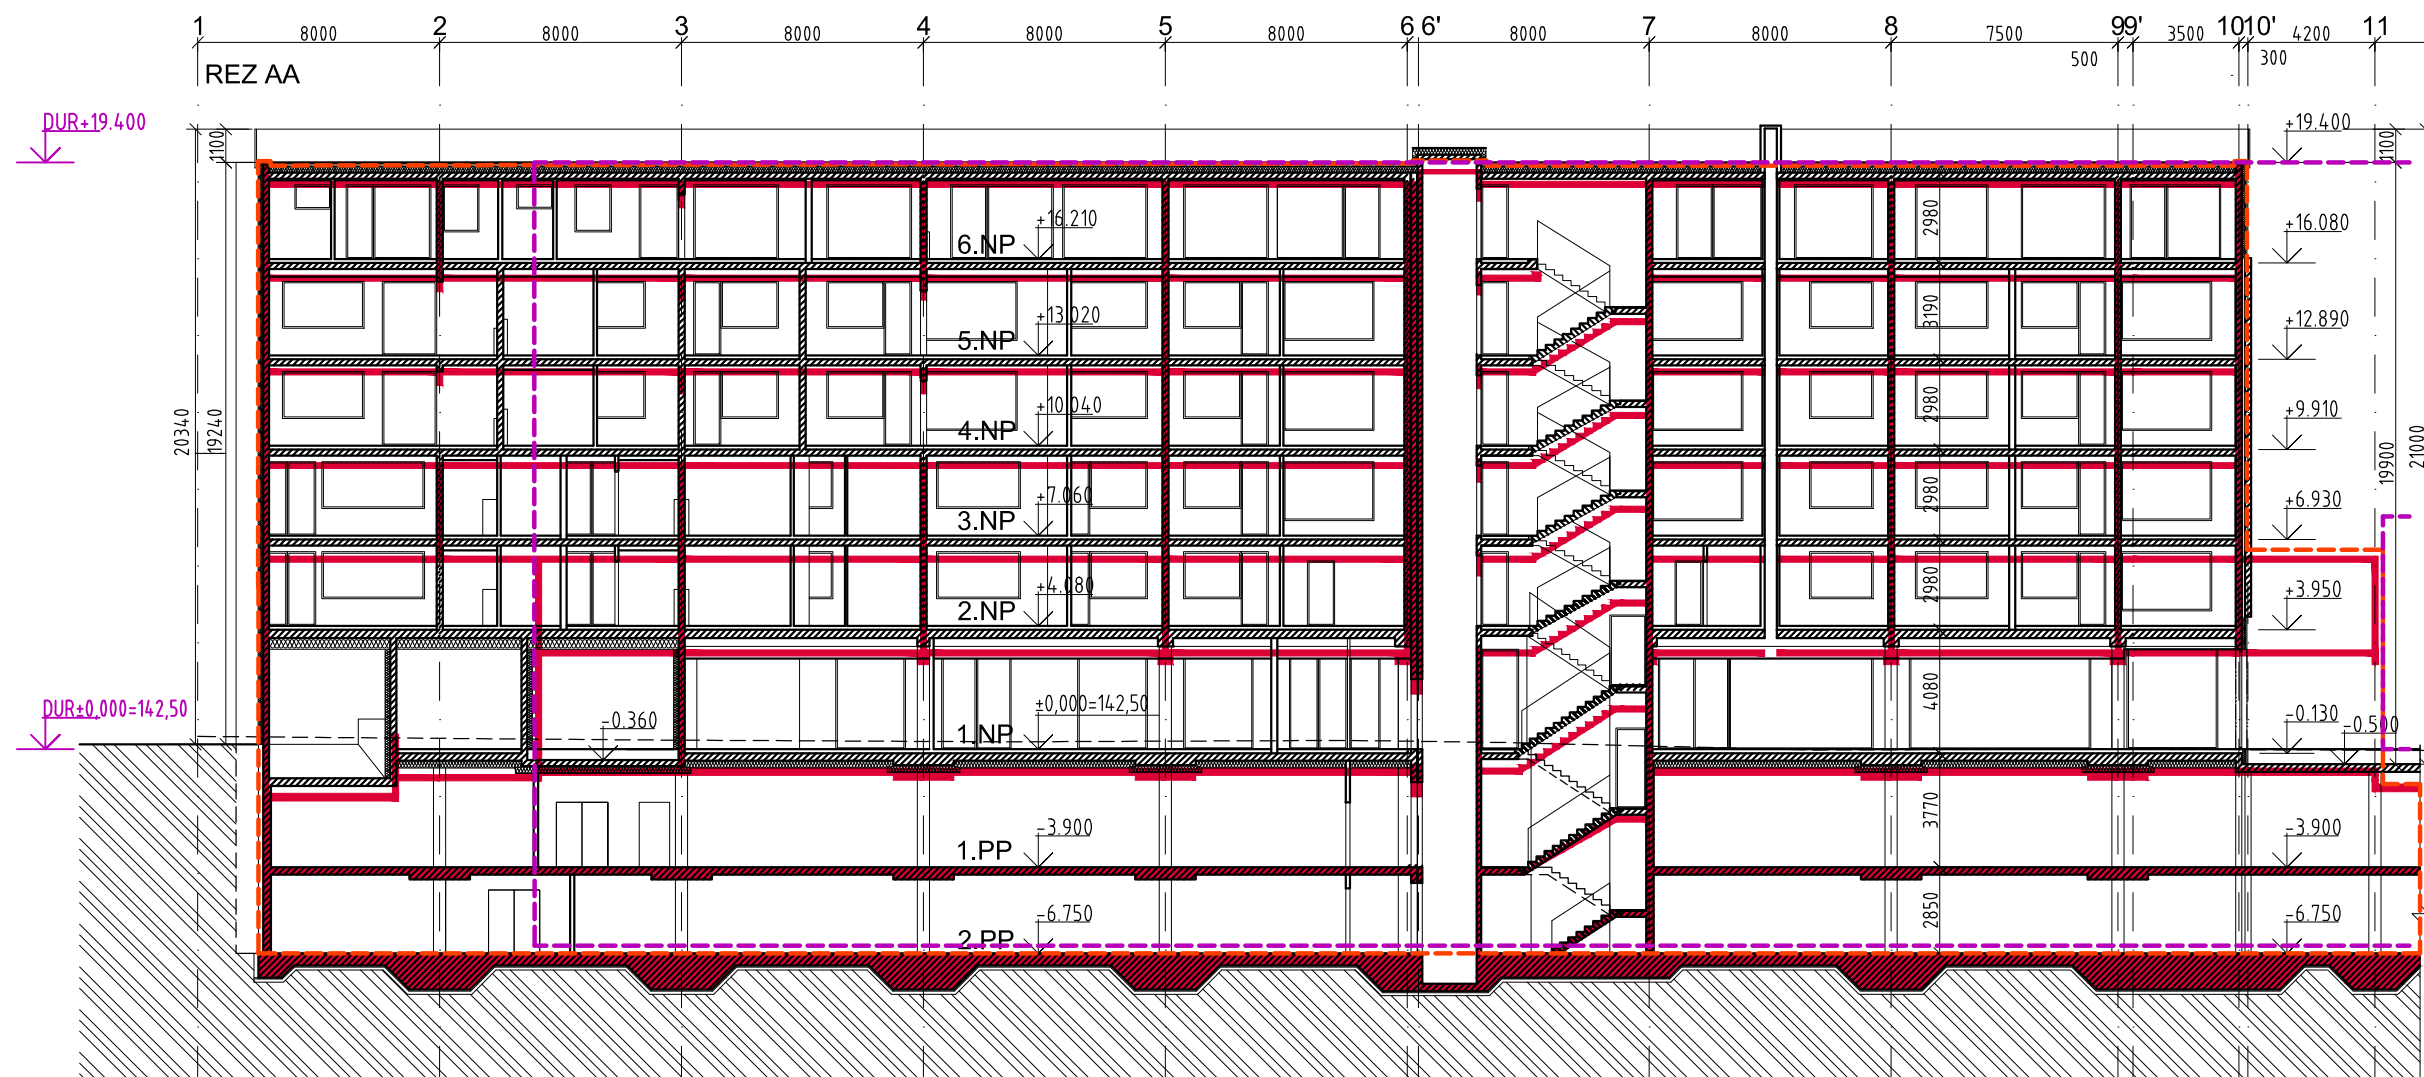 1 2 3 4 5 6 6' 7 8 9 9' 10 10' 11
8000 8000 8000 8000 8000 8000 8000 7500 3500 4200
500 300
REZ AA
DUR+19.400
+19.400
1100 1100
2980
+16.210
+16.080
6.NP
3190
+13.020
+12.890
5.NP
2980
+10.040
+9.910
4.NP
20340 19240
19900 21000
2980
+7.060
+6.930
3.NP
2980
+4.080
+3.950
2.NP
4080
DUR±0,000=142,50
±0,000=142,50
-0.360
-0.130
-0.500
1.NP
3770
-3.900
-3.900
1.PP
2850
-6.750
-6.750
2.PP